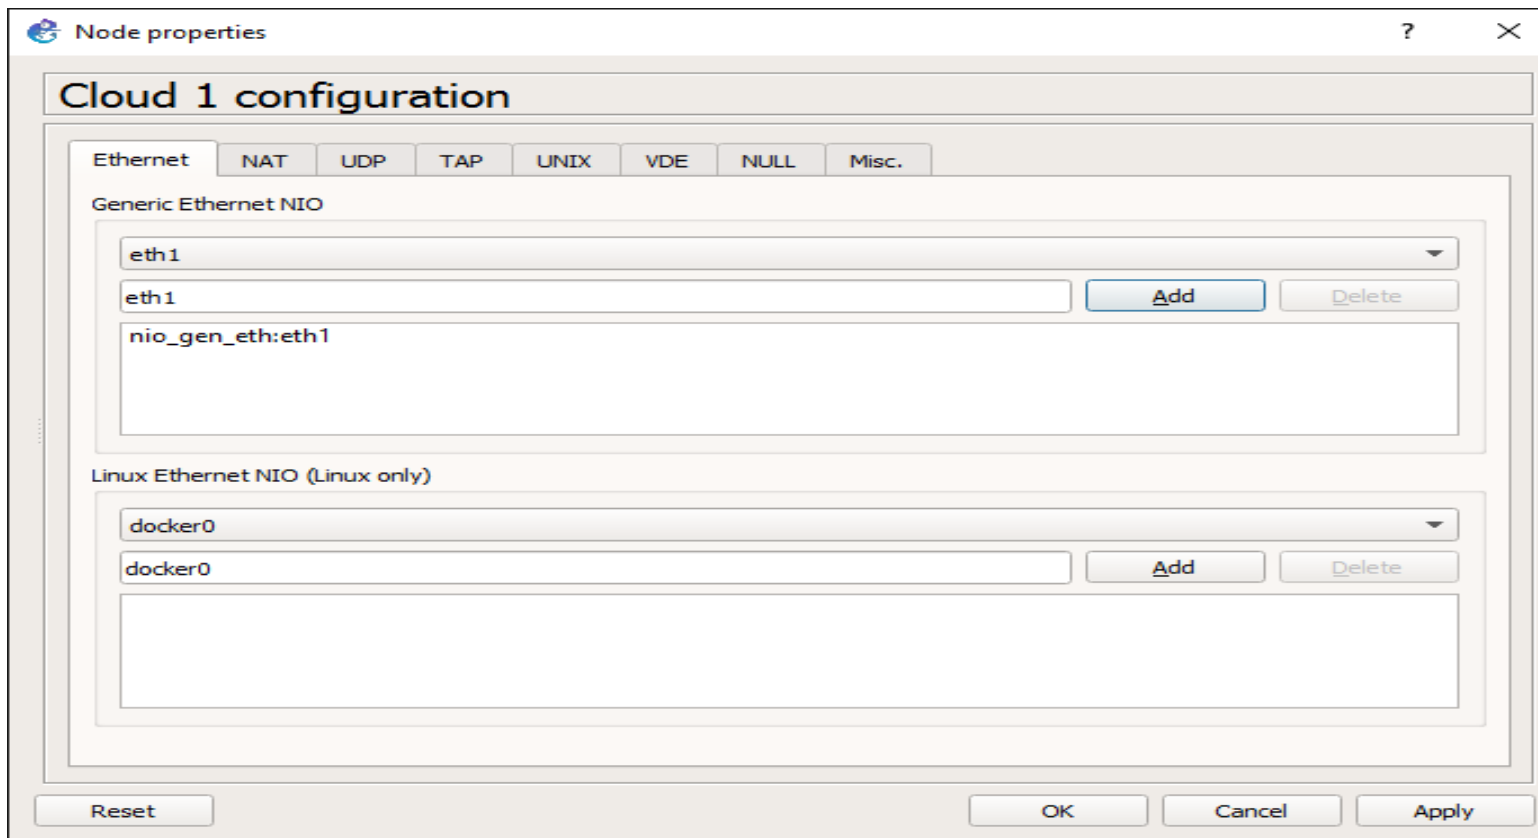 Node properties ?
Cloud 1 configuration
Ethernet NAT UDP TAP UNIX VDE NULL Misc.
Generic Ethernet NIO
eth1
eth1 Add Delete
nio_gen_eth:eth1
Linux Ethernet NIO (Linux only)
docker0
docker0 Add Delete
Reset OK Cancel Apply